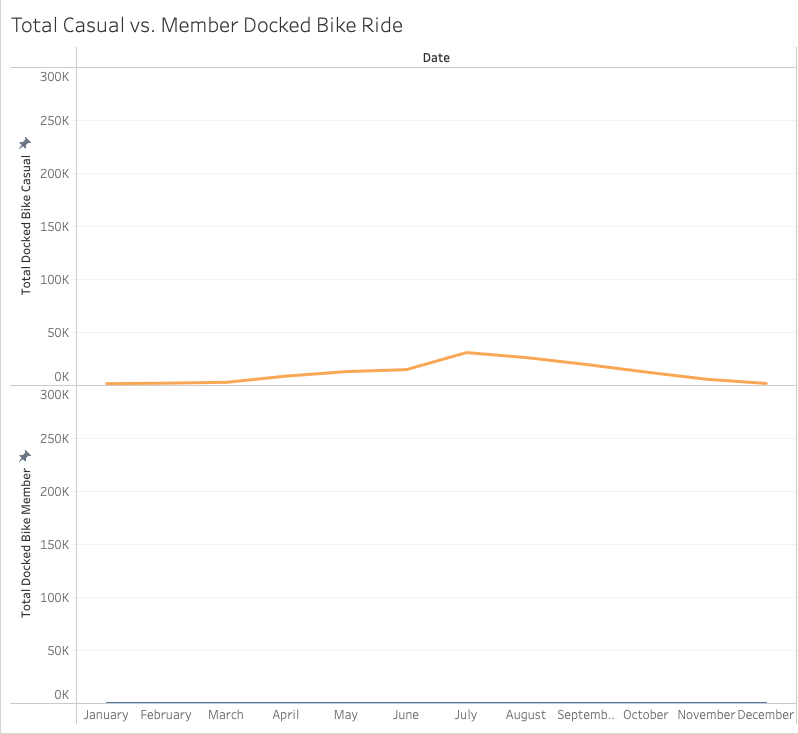 Total Casual vs. Member Docked Bike Ride
Date
Total Docked Bike Casual
300K
250K
200K
150K
100K
50K
0K
Total Docked Bike Member
300K
250K
200K
150K
100K
50K
0K
January February March April May June July August Septemb.. October November December